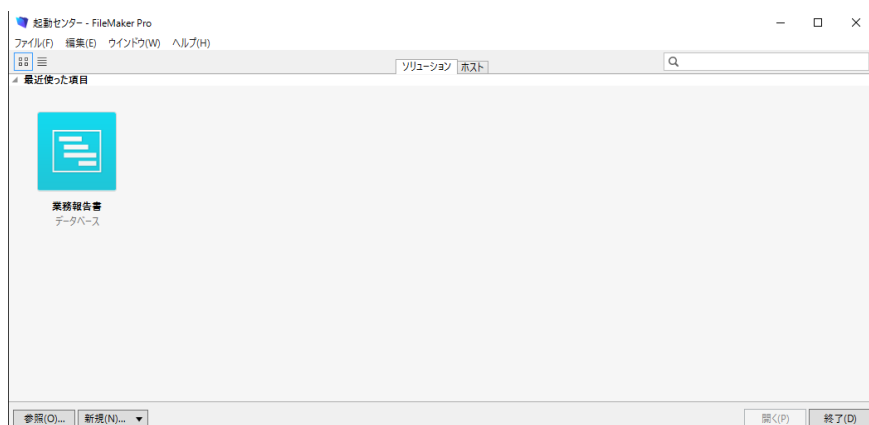 起動センター - FileMaker Pro
ファイル(F) 編集(E) ウインドウ(W) ヘルプ(H)
ソリューション ホスト
最近使った項目
業務報告書
データベース
参照(O)... 新規(N)... 開く(P) 終了(D)